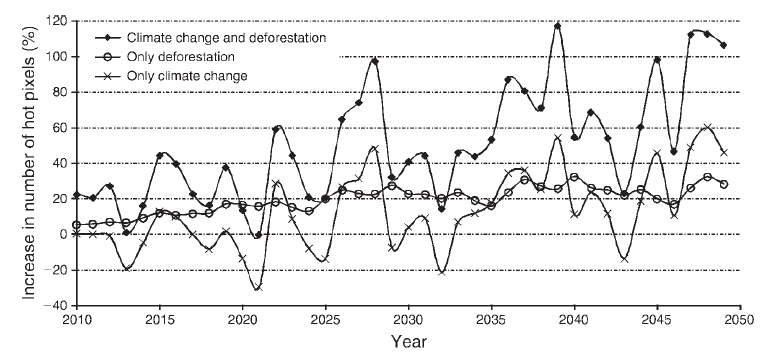 Increase in number of hot pixels (%)
120
100
80
60
40
20
0
−20
−40
Climate change and deforestation
Only deforestation
Only climate change
2010 2015 2020 2025 2030 2035 2040 2045 2050
Year